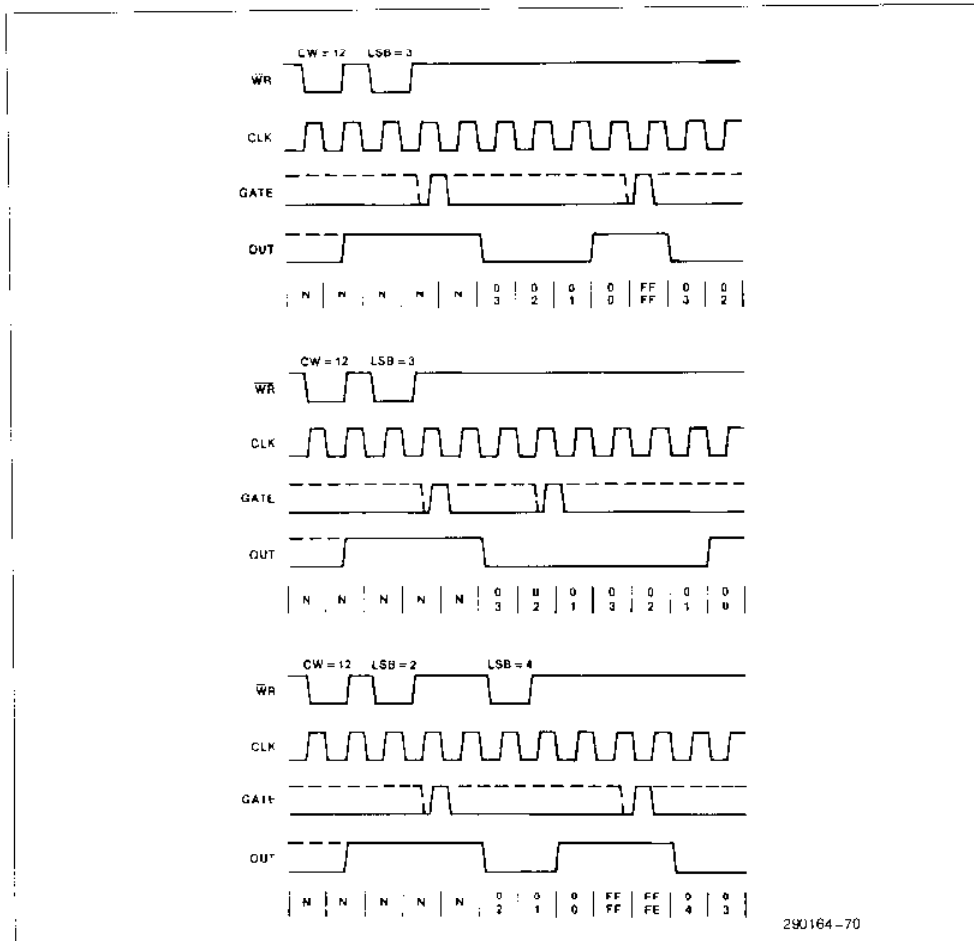 CW=12 LSB=3
WR
CLK
GATE
OUT
N N N N N 0 0 0 0 FF 0 0
3 2 1 0 FF 3 2
CW=12 LSB=3
WR
CLK
GATE
OUT
N N N N N 0 0 0 0 0 0 0
3 2 1 3 2 1 0
CW=12 LSB=2 LSB=4
WR
CLK
GATE
OUT
N N N N N 0 0 0 FF FF 0 0
2 1 0 FF FE 4 3
290164-70